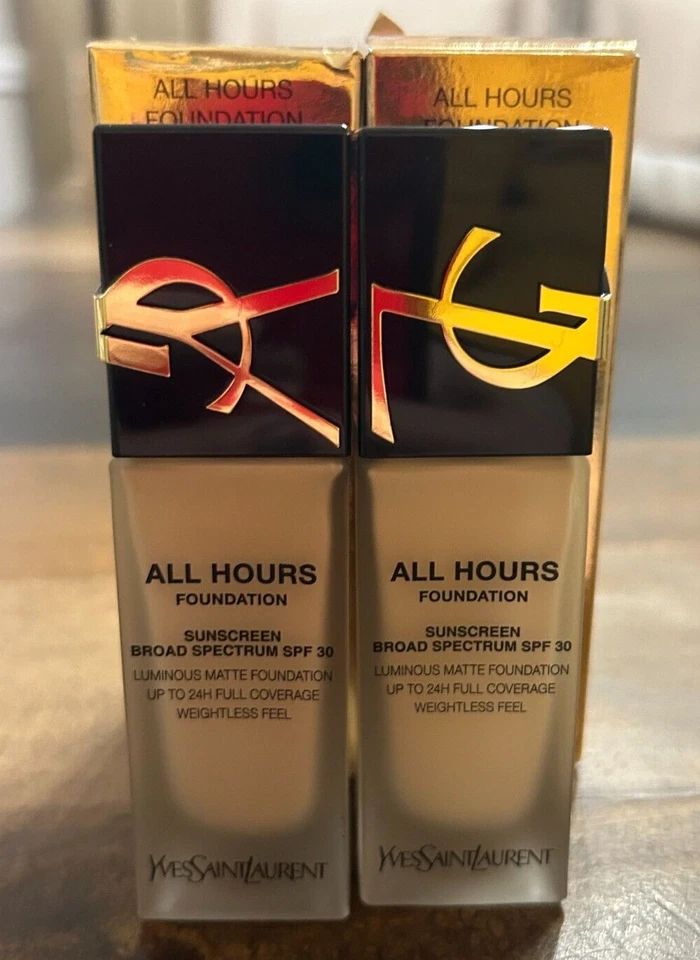 ALL HOURS
FOUNDATION
ALL HOURS
FOUNDATION
ALL HOURS
FOUNDATION
SUNSCREEN
BROAD SPECTRUM SPF 30
LUMINOUS MATTE FOUNDATION
UP TO 24H FULL COVERAGE
WEIGHTLESS FEEL
YVESSAINTLAURENT
ALL HOURS
FOUNDATION
SUNSCREEN
BROAD SPECTRUM SPF 30
LUMINOUS MATTE FOUNDATION
UP TO 24H FULL COVERAGE
WEIGHTLESS FEEL
YVESSAINTLAURENT